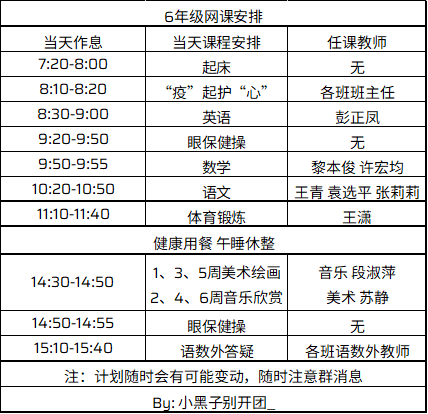 6年级网课安排
当天作息 当天课程安排 任课教师
7:20-8:00 起床 无
8:10-8:20 “疫”起护“心” 各班班主任
8:30-9:00 英语 彭正凤
9:20-9:50 眼保健操 无
9:50-9:55 数学 黎本俊 许宏均
10:20-10:50 语文 王青 袁选平 张莉莉
11:10-11:40 体育锻炼 王潇
健康用餐 午睡休整
14:30-14:50 1、3、5周美术绘画 音乐 段淑萍
2、4、6周音乐欣赏 美术 苏静
14:50-14:55 眼保健操 无
15:10-15:40 语数外答疑 各班语数外教师
注：计划随时会有可能变动，随时注意群消息
By: 小黑子别开团_